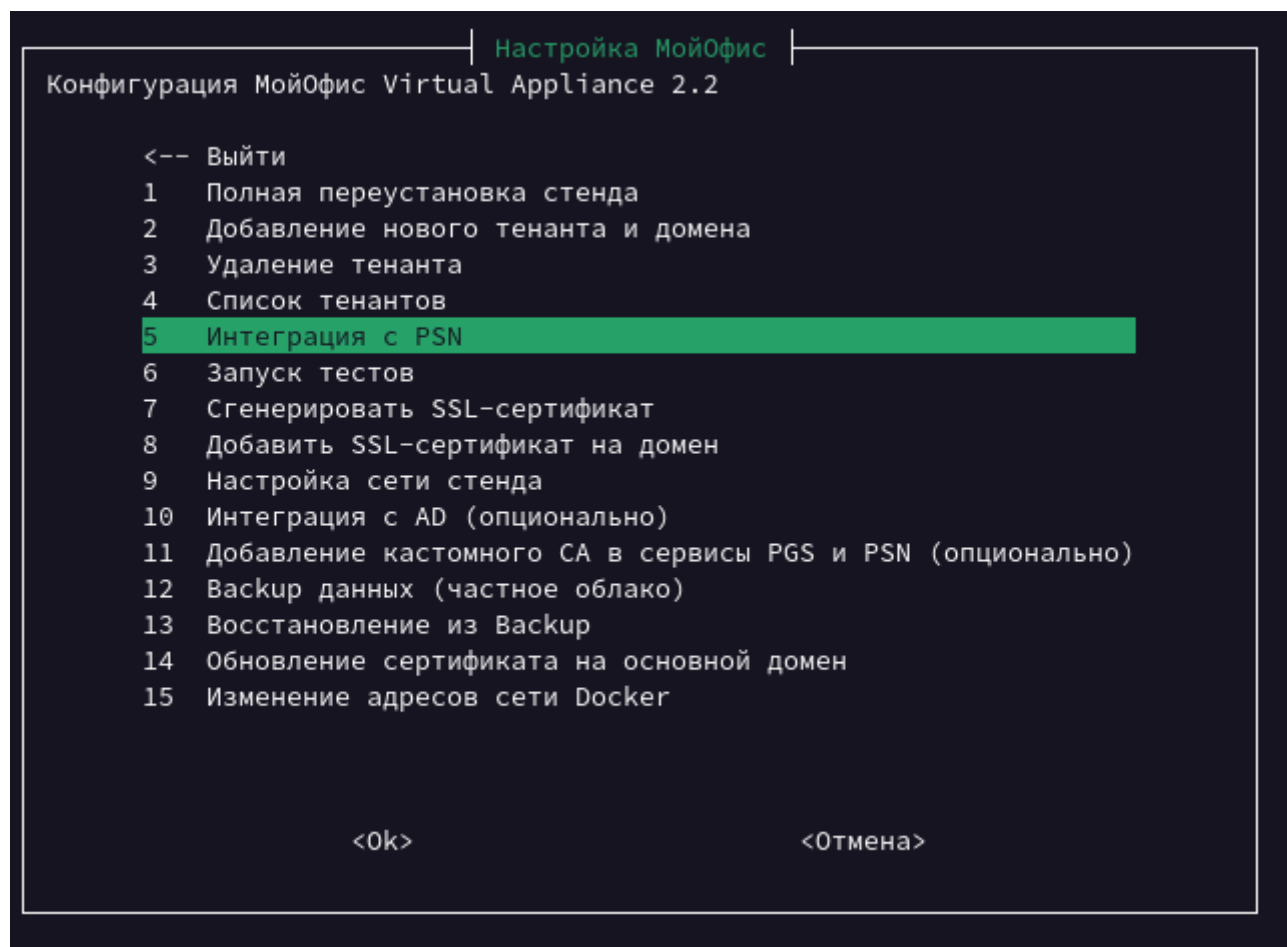 Настройка МойОфис
Конфигурация МойОфис Virtual Appliance 2.2
<-- Выйти
1 Полная переустановка стенда
2 Добавление нового тенанта и домена
3 Удаление тенанта
4 Список тенантов
5 Интеграция с PSN
6 Запуск тестов
7 Сгенерировать SSL-сертификат
8 Добавить SSL-сертификат на домен
9 Настройка сети стенда
10 Интеграция с AD (опционально)
11 Добавление кастомного CA в сервисы PGS и PSN (опционально)
12 Backup данных (частное облако)
13 Восстановление из Backup
14 Обновление сертификата на основной домен
15 Изменение адресов сети Docker
<Ok> <Отмена>